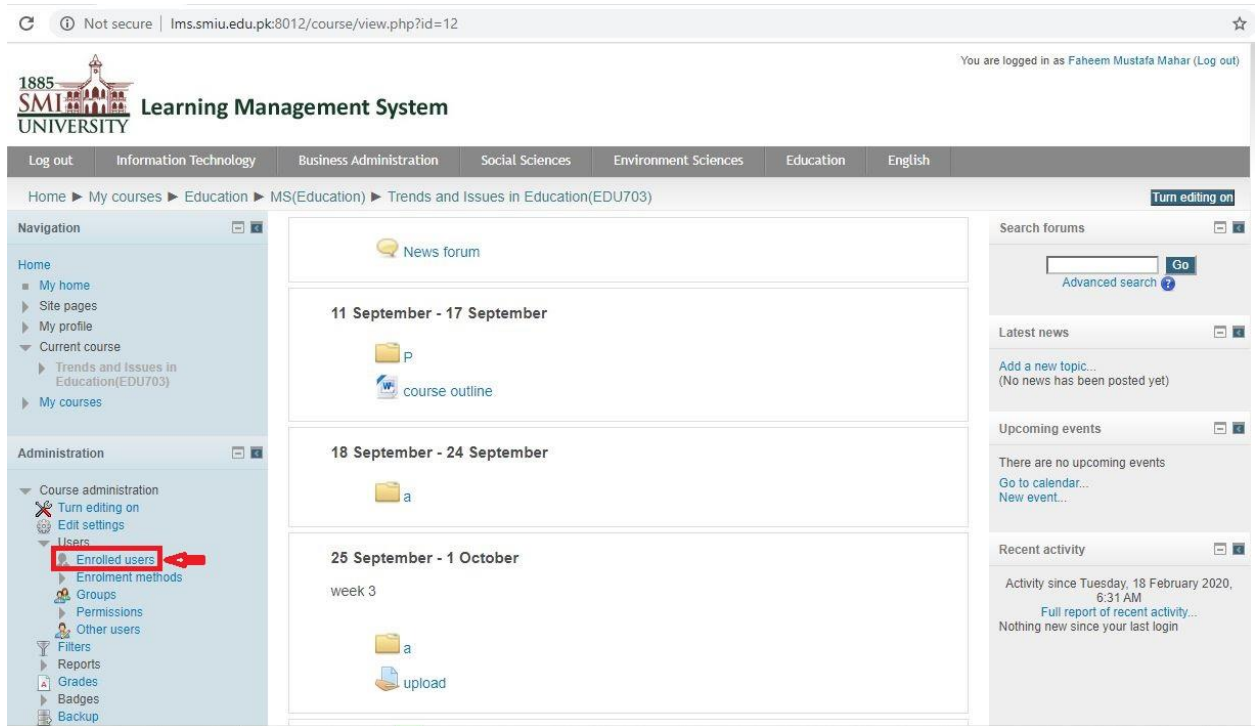 Not secure | lms.smiu.edu.pk:8012/course/view.php?id=12
You are logged in as Faheem Mustafa Mahar (Log out)
1885
SMI
UNIVERSITY
Learning Management System
Log out Information Technology Business Administration Social Sciences Environment Sciences Education English
Home ► My courses ► Education ► MS(Education) ► Trends and Issues in Education(EDU703)
Turn editing on
Navigation
Home
My home
Site pages
My profile
Current course
Trends and Issues in
Education(EDU703)
My courses
Administration
Course administration
Turn editing on
Edit settings
Users
Enrolled users
Enrolment methods
Groups
Permissions
Other users
Filters
Reports
Grades
Badges
Backup
News forum
11 September - 17 September
P
course outline
18 September - 24 September
a
25 September - 1 October
week 3
a
upload
Search forums
Go
Advanced search
Latest news
Add a new topic...
(No news has been posted yet)
Upcoming events
There are no upcoming events
Go to calendar...
New event...
Recent activity
Activity since Tuesday, 18 February 2020,
6:31 AM
Full report of recent activity...
Nothing new since your last login